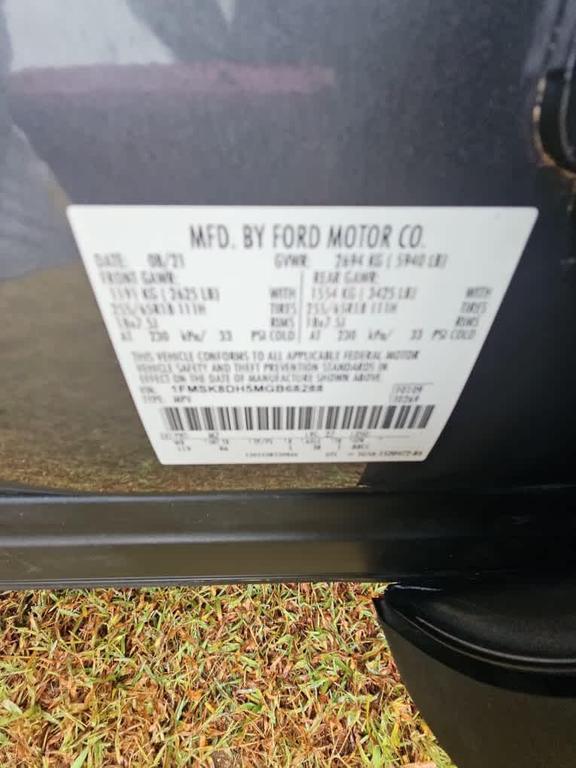 MFD. BY FORD MOTOR CO.
DATE: 08/21 GVWR: 2694 KG ( 5940 LB)
FRONT GAWR: REAR GAWR:
1191 KG (2625 LB) WITH 1554 KG ( 3425 LB) WITH
255/65R18 111H TIRES 255/65R18 111H TIRES
18x7.5J RIMS 18x7.5J RIMS
AT 230 kPa/ 33 PSI COLD AT 230 kPa/ 33 PSI COLD
THIS VEHICLE CONFORMS TO ALL APPLICABLE FEDERAL MOTOR
VEHICLE SAFETY AND THEFT PREVENTION STANDARDS IN
EFFECT ON THE DATE OF MANUFACTURE SHOWN ABOVE.
VIN: 1FMSK8DH5MGB68288
TYPE: MPV